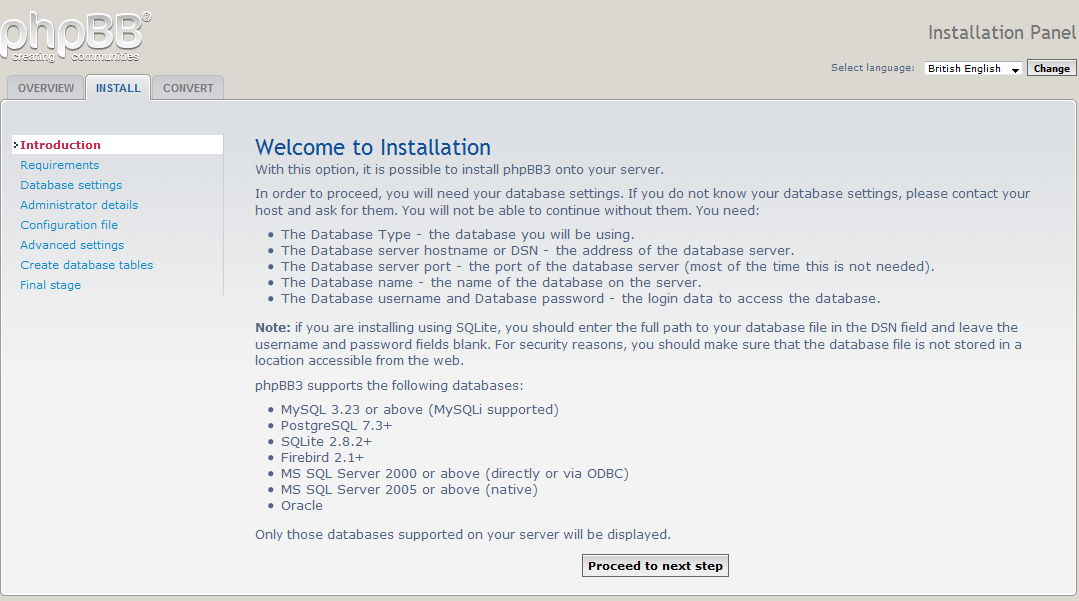 phpBB®
creating communities
Installation Panel
Select language: British English Change
OVERVIEW INSTALL CONVERT
Introduction
Requirements
Database settings
Administrator details
Configuration file
Advanced settings
Create database tables
Final stage
Welcome to Installation
With this option, it is possible to install phpBB3 onto your server.
In order to proceed, you will need your database settings. If you do not know your database settings, please contact your
host and ask for them. You will not be able to continue without them. You need:
• The Database Type - the database you will be using.
• The Database server hostname or DSN - the address of the database server.
• The Database server port - the port of the database server (most of the time this is not needed).
• The Database name - the name of the database on the server.
• The Database username and Database password - the login data to access the database.
Note: if you are installing using SQLite, you should enter the full path to your database file in the DSN field and leave the
username and password fields blank. For security reasons, you should make sure that the database file is not stored in a
location accessible from the web.
phpBB3 supports the following databases:
• MySQL 3.23 or above (MySQLi supported)
• PostgreSQL 7.3+
• SQLite 2.8.2+
• Firebird 2.1+
• MS SQL Server 2000 or above (directly or via ODBC)
• MS SQL Server 2005 or above (native)
• Oracle
Only those databases supported on your server will be displayed.
Proceed to next step